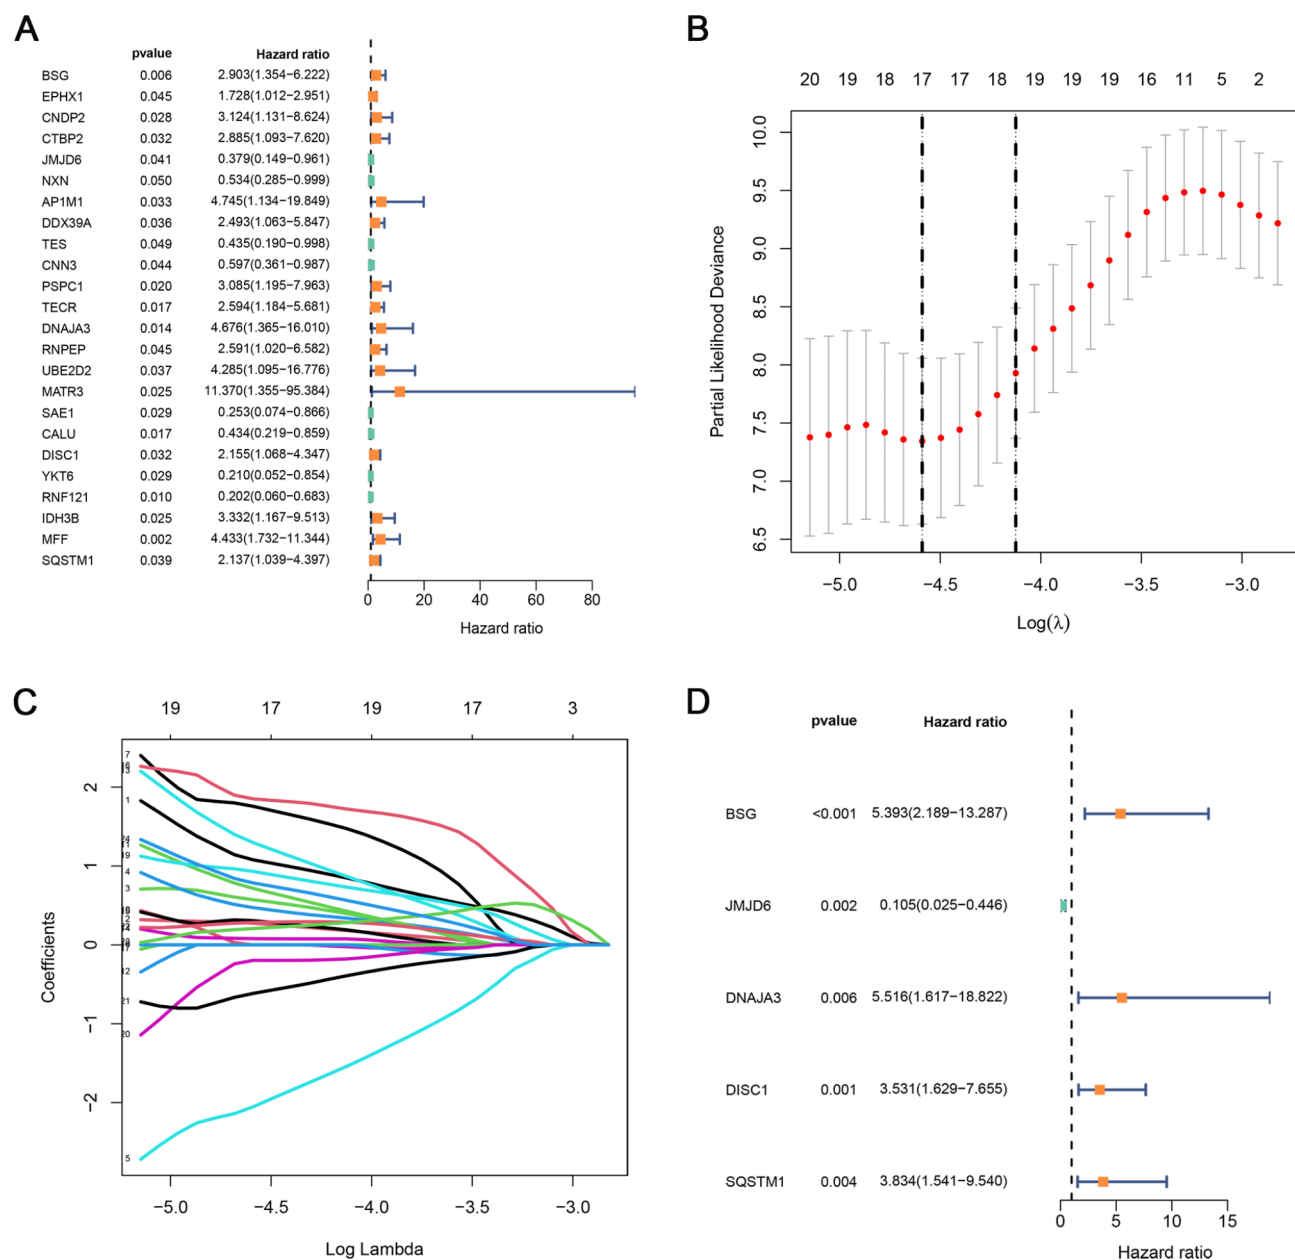 A
pvalue Hazard ratio
BSG 0.006 2.903(1.354−6.222)
EPHX1 0.045 1.728(1.012−2.951)
CNDP2 0.028 3.124(1.131−8.624)
CTBP2 0.032 2.885(1.093−7.620)
JMJD6 0.041 0.379(0.149−0.961)
NXN 0.050 0.534(0.285−0.999)
AP1M1 0.033 4.745(1.134−19.849)
DDX39A 0.036 2.493(1.063−5.847)
TES 0.049 0.435(0.190−0.998)
CNN3 0.044 0.597(0.361−0.987)
PSPC1 0.020 3.085(1.195−7.963)
TECR 0.017 2.594(1.184−5.681)
DNAJA3 0.014 4.676(1.365−16.010)
RNPEP 0.045 2.591(1.020−6.582)
UBE2D2 0.037 4.285(1.095−16.776)
MATR3 0.025 11.370(1.355−95.384)
SAE1 0.029 0.253(0.074−0.866)
CALU 0.017 0.434(0.219−0.859)
DISC1 0.032 2.155(1.068−4.347)
YKT6 0.029 0.210(0.052−0.854)
RNF121 0.010 0.202(0.060−0.683)
IDH3B 0.025 3.332(1.167−9.513)
MFF 0.002 4.433(1.732−11.344)
SQSTM1 0.039 2.137(1.039−4.397)
0 20 40 60 80
Hazard ratio
B
20 19 18 17 17 18 19 19 19 16 11 5 2
10.0
9.5
9.0
8.5
8.0
7.5
7.0
6.5
Partial Likelihood Deviance
−5.0 −4.5 −4.0 −3.5 −3.0
Log(λ)
C
19 17 19 17 3
2
1
0
−1
−2
Coefficients
7
13
1
4
3
21
20
5
−5.0 −4.5 −4.0 −3.5 −3.0
Log Lambda
D
pvalue Hazard ratio
BSG <0.001 5.393(2.189−13.287)
JMJD6 0.002 0.105(0.025−0.446)
DNAJA3 0.006 5.516(1.617−18.822)
DISC1 0.001 3.531(1.629−7.655)
SQSTM1 0.004 3.834(1.541−9.540)
0 5 10 15
Hazard ratio